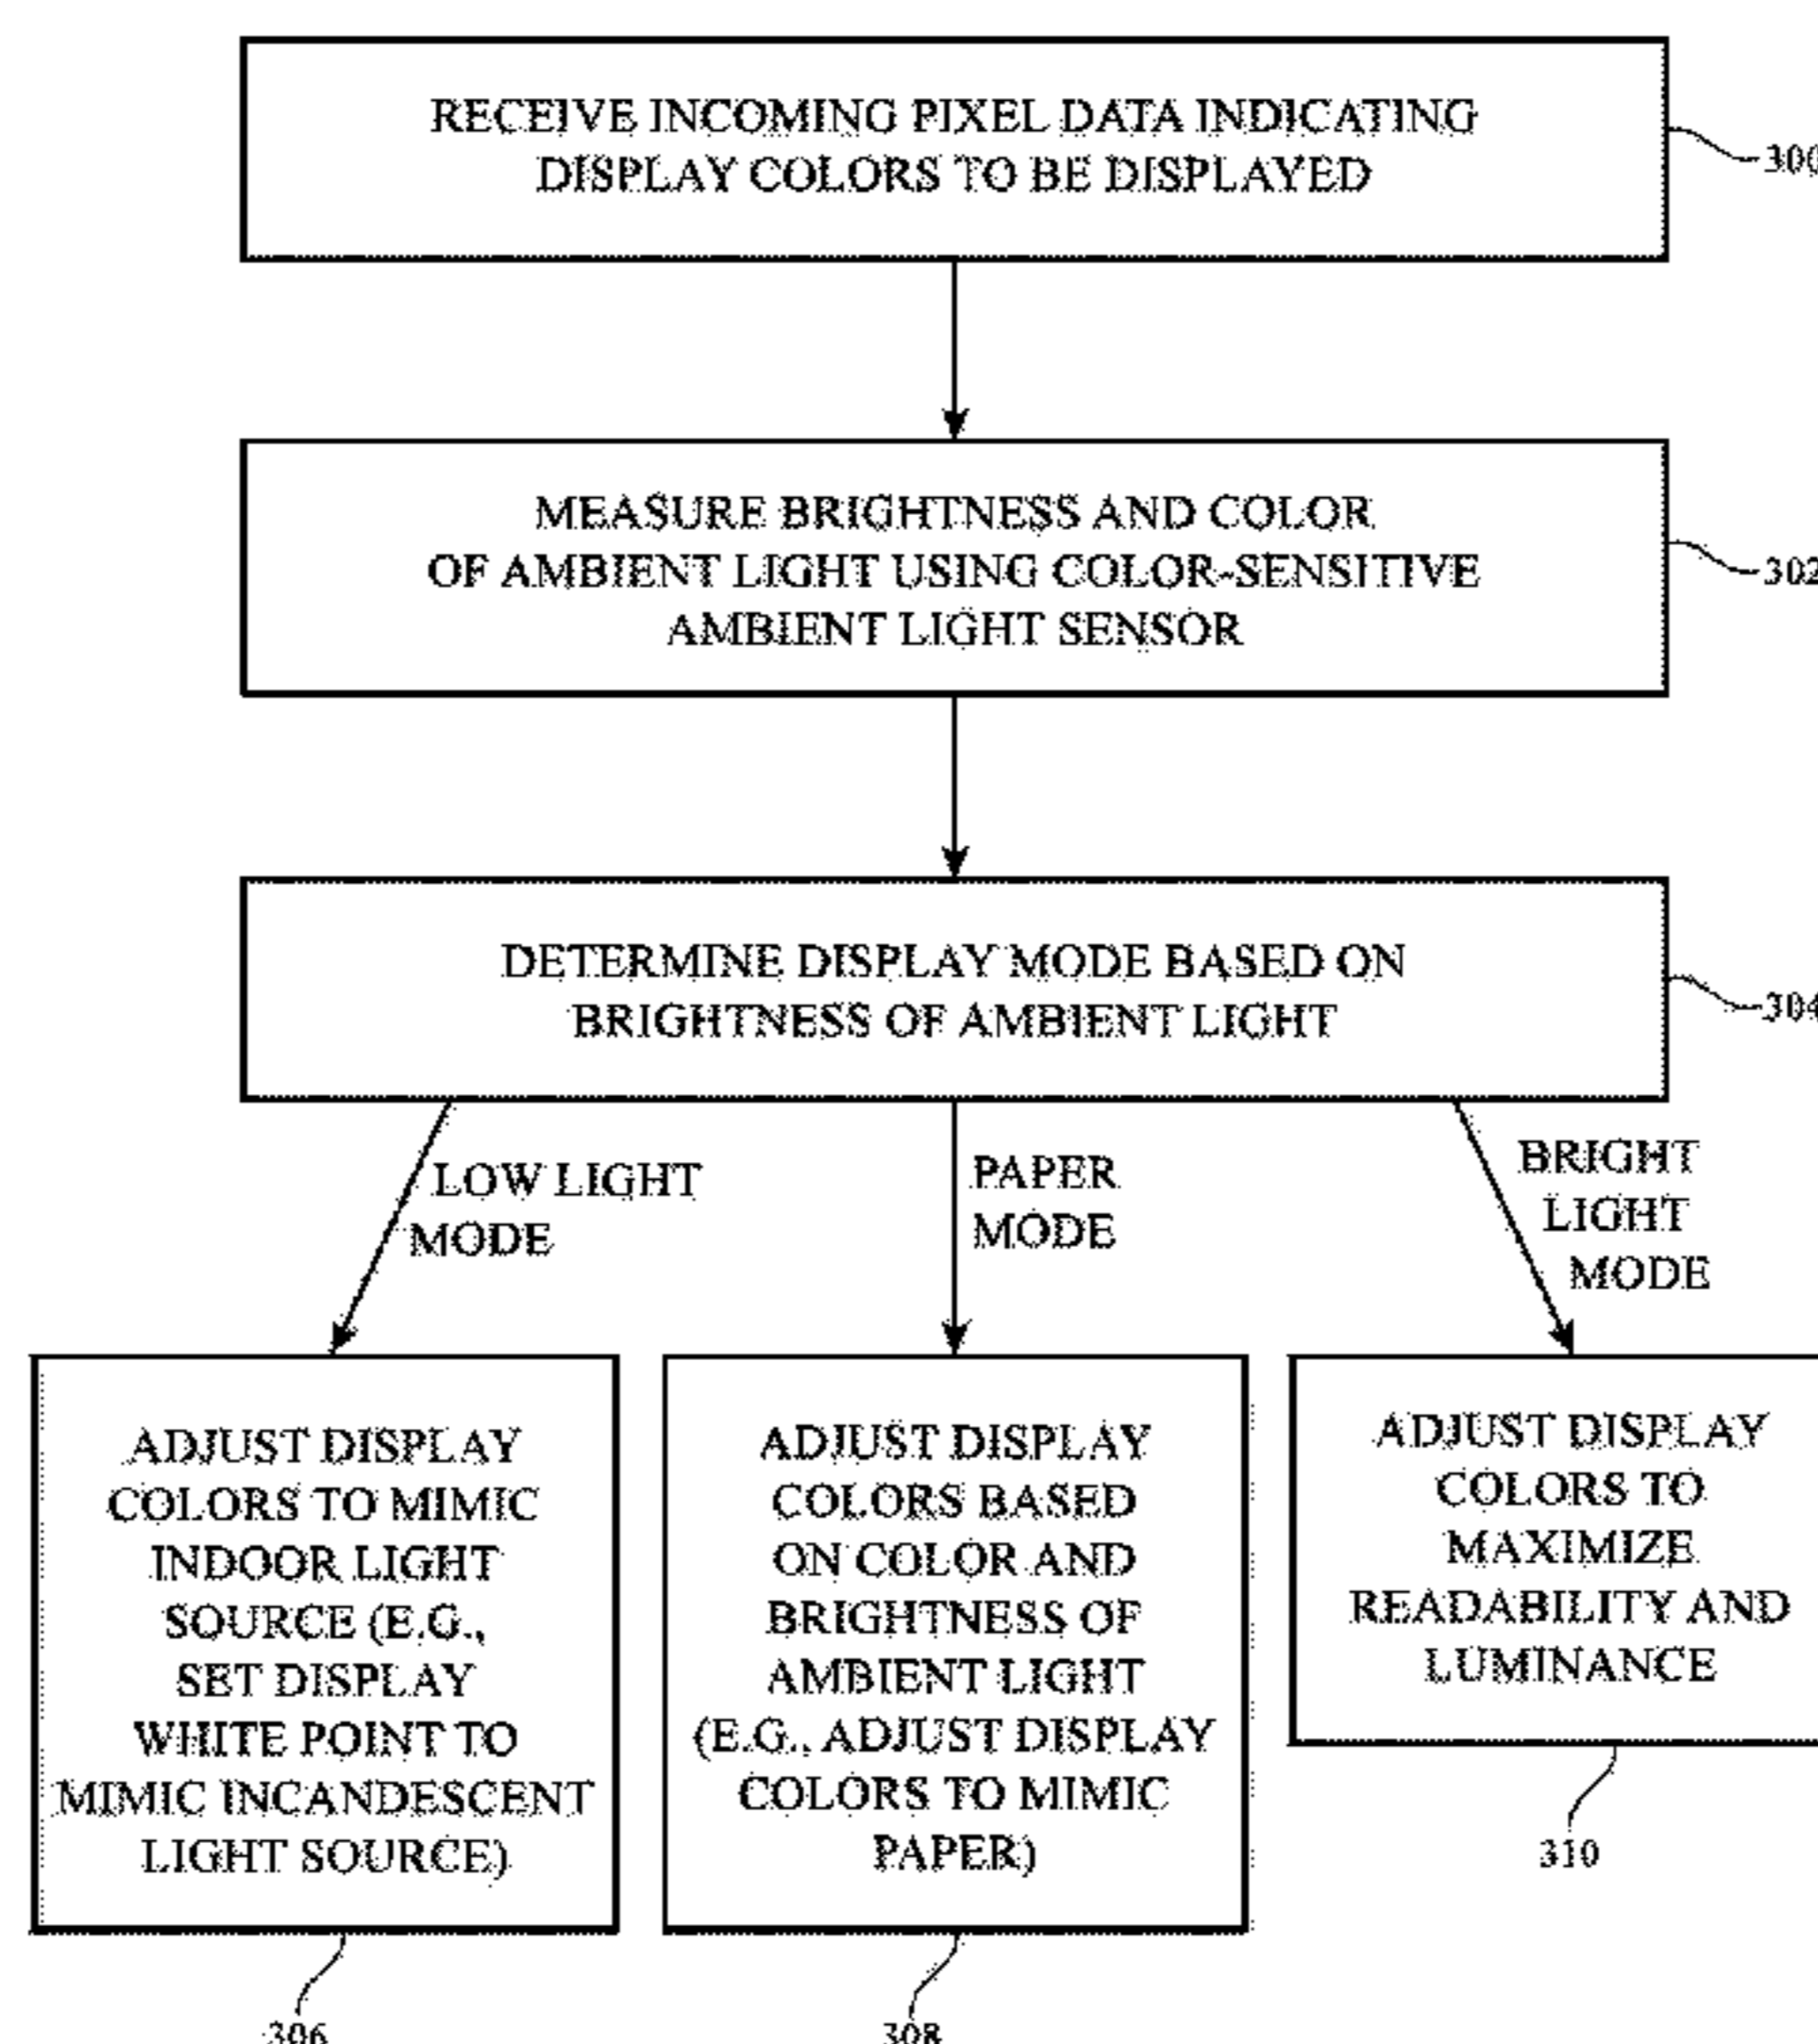 RECEIVE INCOMING PIXEL DATA INDICATING
DISPLAY COLORS TO BE DISPLAYED
300
MEASURE BRIGHTNESS AND COLOR
OF AMBIENT LIGHT USING COLOR-SENSITIVE
AMBIENT LIGHT SENSOR
302
DETERMINE DISPLAY MODE BASED ON
BRIGHTNESS OF AMBIENT LIGHT
304
LOW LIGHT
MODE
PAPER
MODE
BRIGHT
LIGHT
MODE
ADJUST DISPLAY
COLORS TO MIMIC
INDOOR LIGHT
SOURCE (E.G.,
SET DISPLAY
WHITE POINT TO
MIMIC INCANDESCENT
LIGHT SOURCE)
306
ADJUST DISPLAY
COLORS BASED
ON COLOR AND
BRIGHTNESS OF
AMBIENT LIGHT
(E.G., ADJUST DISPLAY
COLORS TO MIMIC
PAPER)
308
ADJUST DISPLAY
COLORS TO
MAXIMIZE
READABILITY AND
LUMINANCE
310